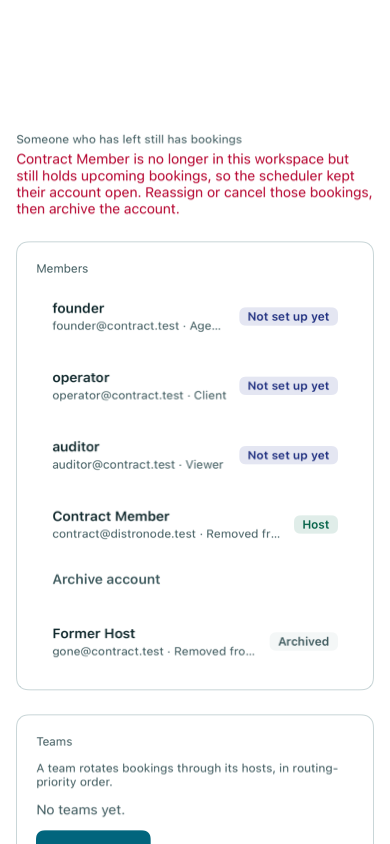 Someone who has left still has bookings
Contract Member is no longer in this workspace but
still holds upcoming bookings, so the scheduler kept
their account open. Reassign or cancel those bookings,
then archive the account.
Members
founder
founder@contract.test · Age...
Not set up yet
operator
operator@contract.test · Client
Not set up yet
auditor
auditor@contract.test · Viewer
Not set up yet
Contract Member
contract@distronode.test · Removed fr...
Host
Archive account
Former Host
gone@contract.test · Removed fro...
Archived
Teams
A team rotates bookings through its hosts, in routing-
priority order.
No teams yet.